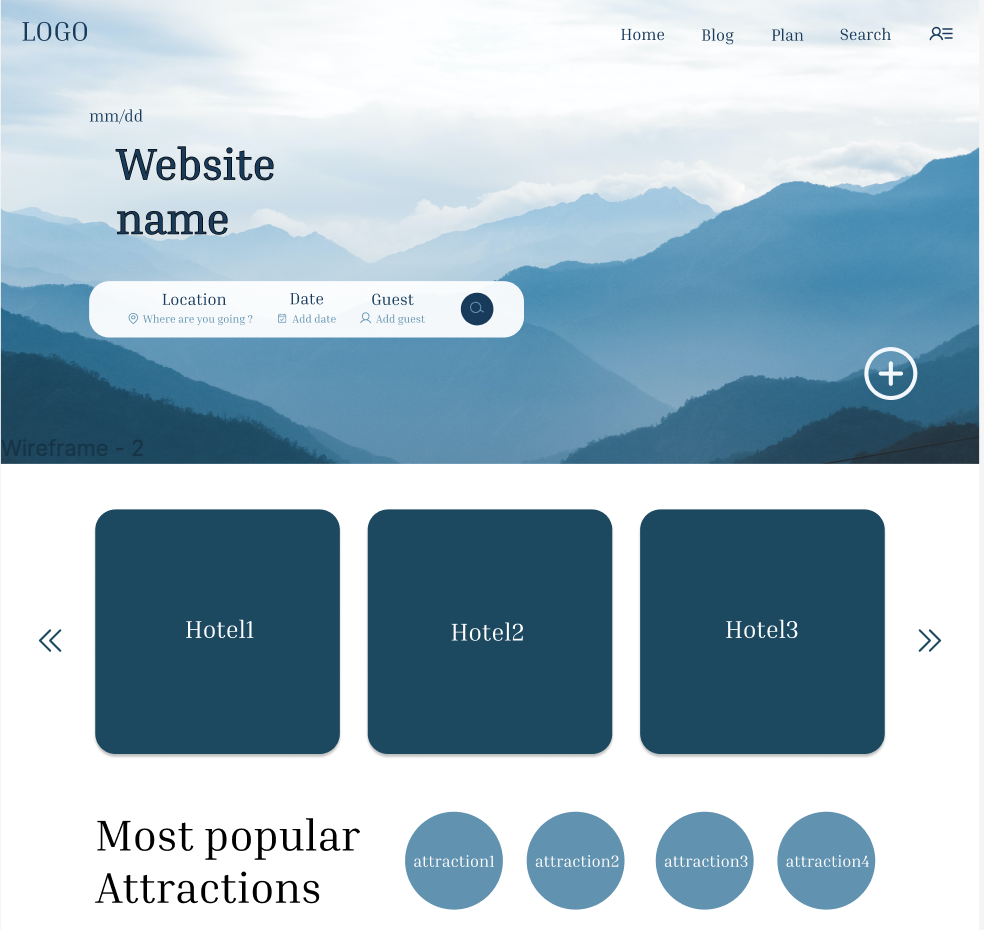 LOGO
Home Blog Plan Search
mm/dd
Website
name
Location Date Guest
Where are you going ? Add date Add guest
Wireframe - 2
Hotel1 Hotel2 Hotel3
Most popular
Attractions
attraction1 attraction2 attraction3 attraction4